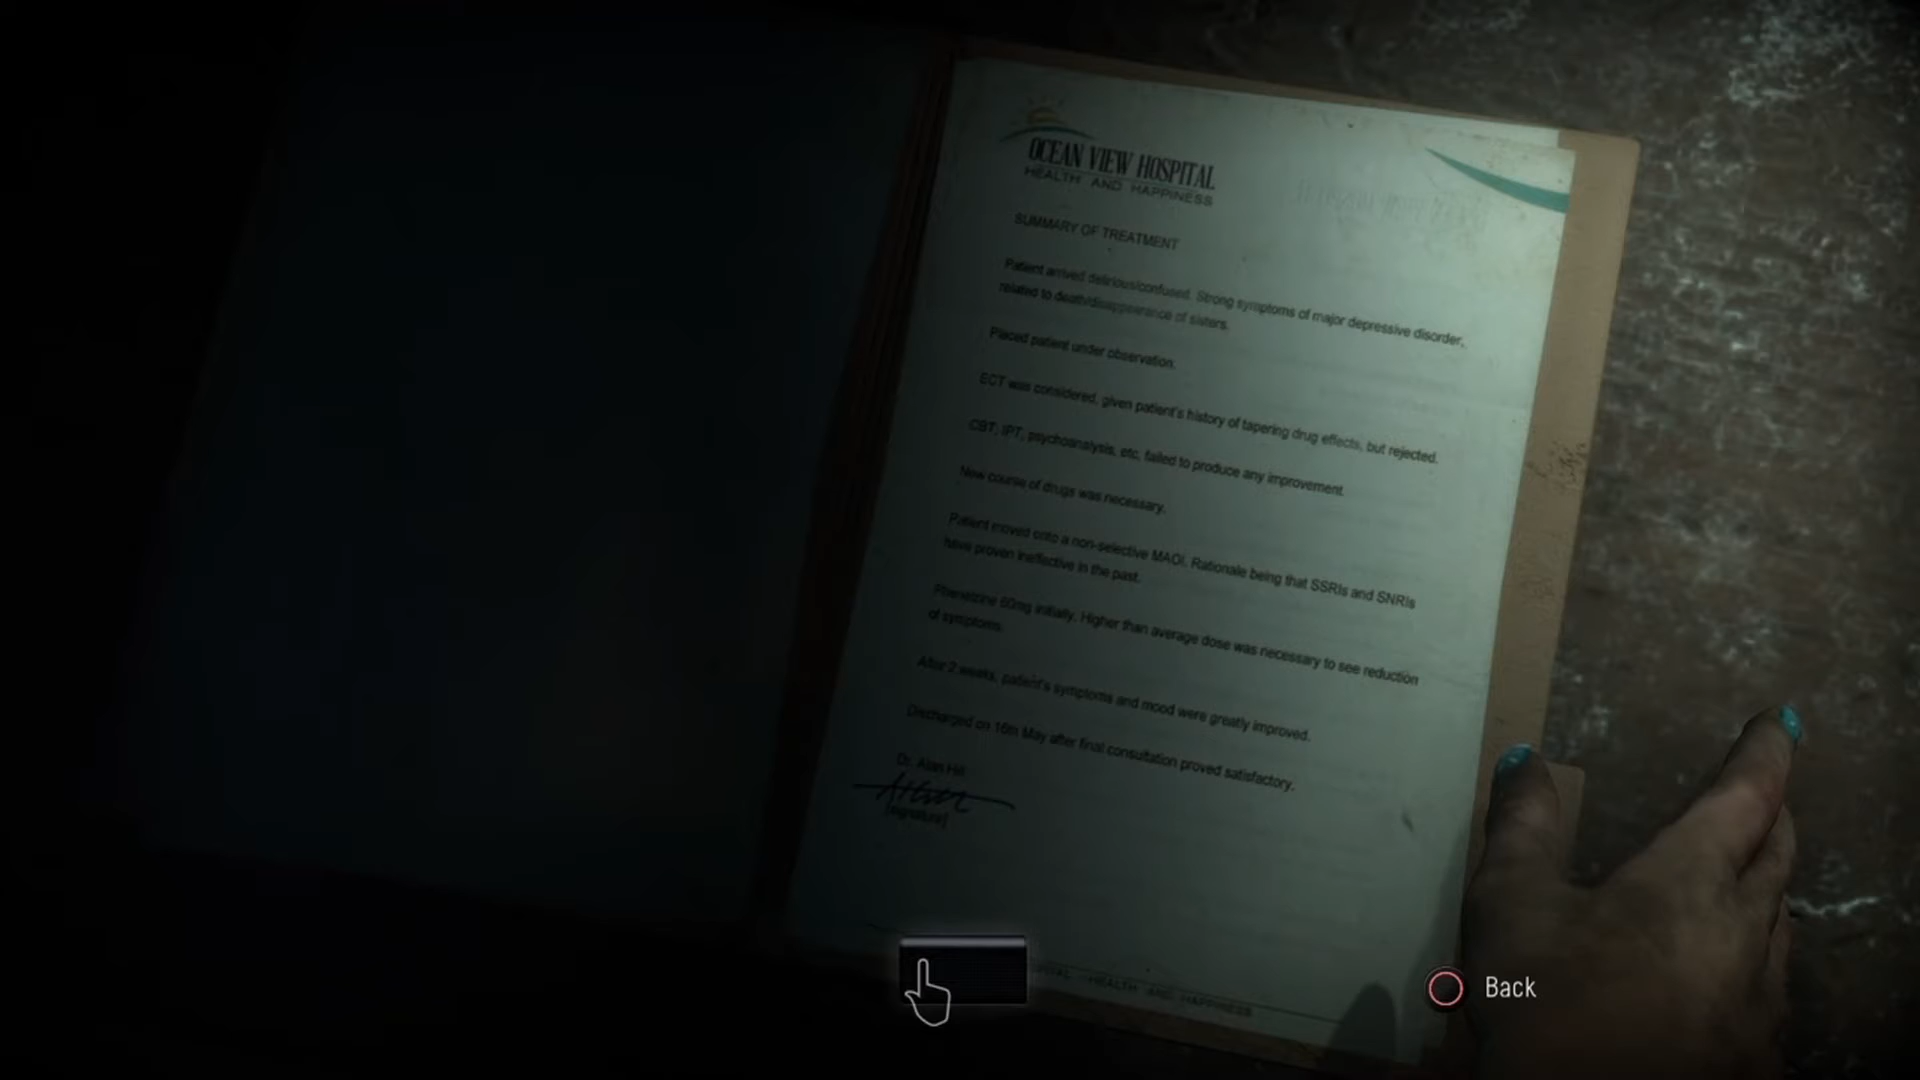 OCEAN VIEW HOSPITAL
HEALTH AND HAPPINESS
SUMMARY OF TREATMENT
Patient arrived delirious/confused. Strong symptoms of major depressive disorder,
related to death/disappearance of sisters.
Placed patient under observation.
ECT was considered, given patient's history of tapering drug effects, but rejected.
CBT, IPT, psychoanalysis, etc, failed to produce any improvement.
New course of drugs was necessary.
Patient moved onto a non-selective MAOI. Rationale being that SSRIs and SNRIs
have proven ineffective in the past.
Phenelzine 60mg initially. Higher than average dose was necessary to see reduction
of symptoms.
After 2 weeks, patient's symptoms and mood were greatly improved.
Discharged on 16th May after final consultation proved satisfactory.
Dr. Alan Hill
[signature]
HEALTH AND HAPPINESS
Back